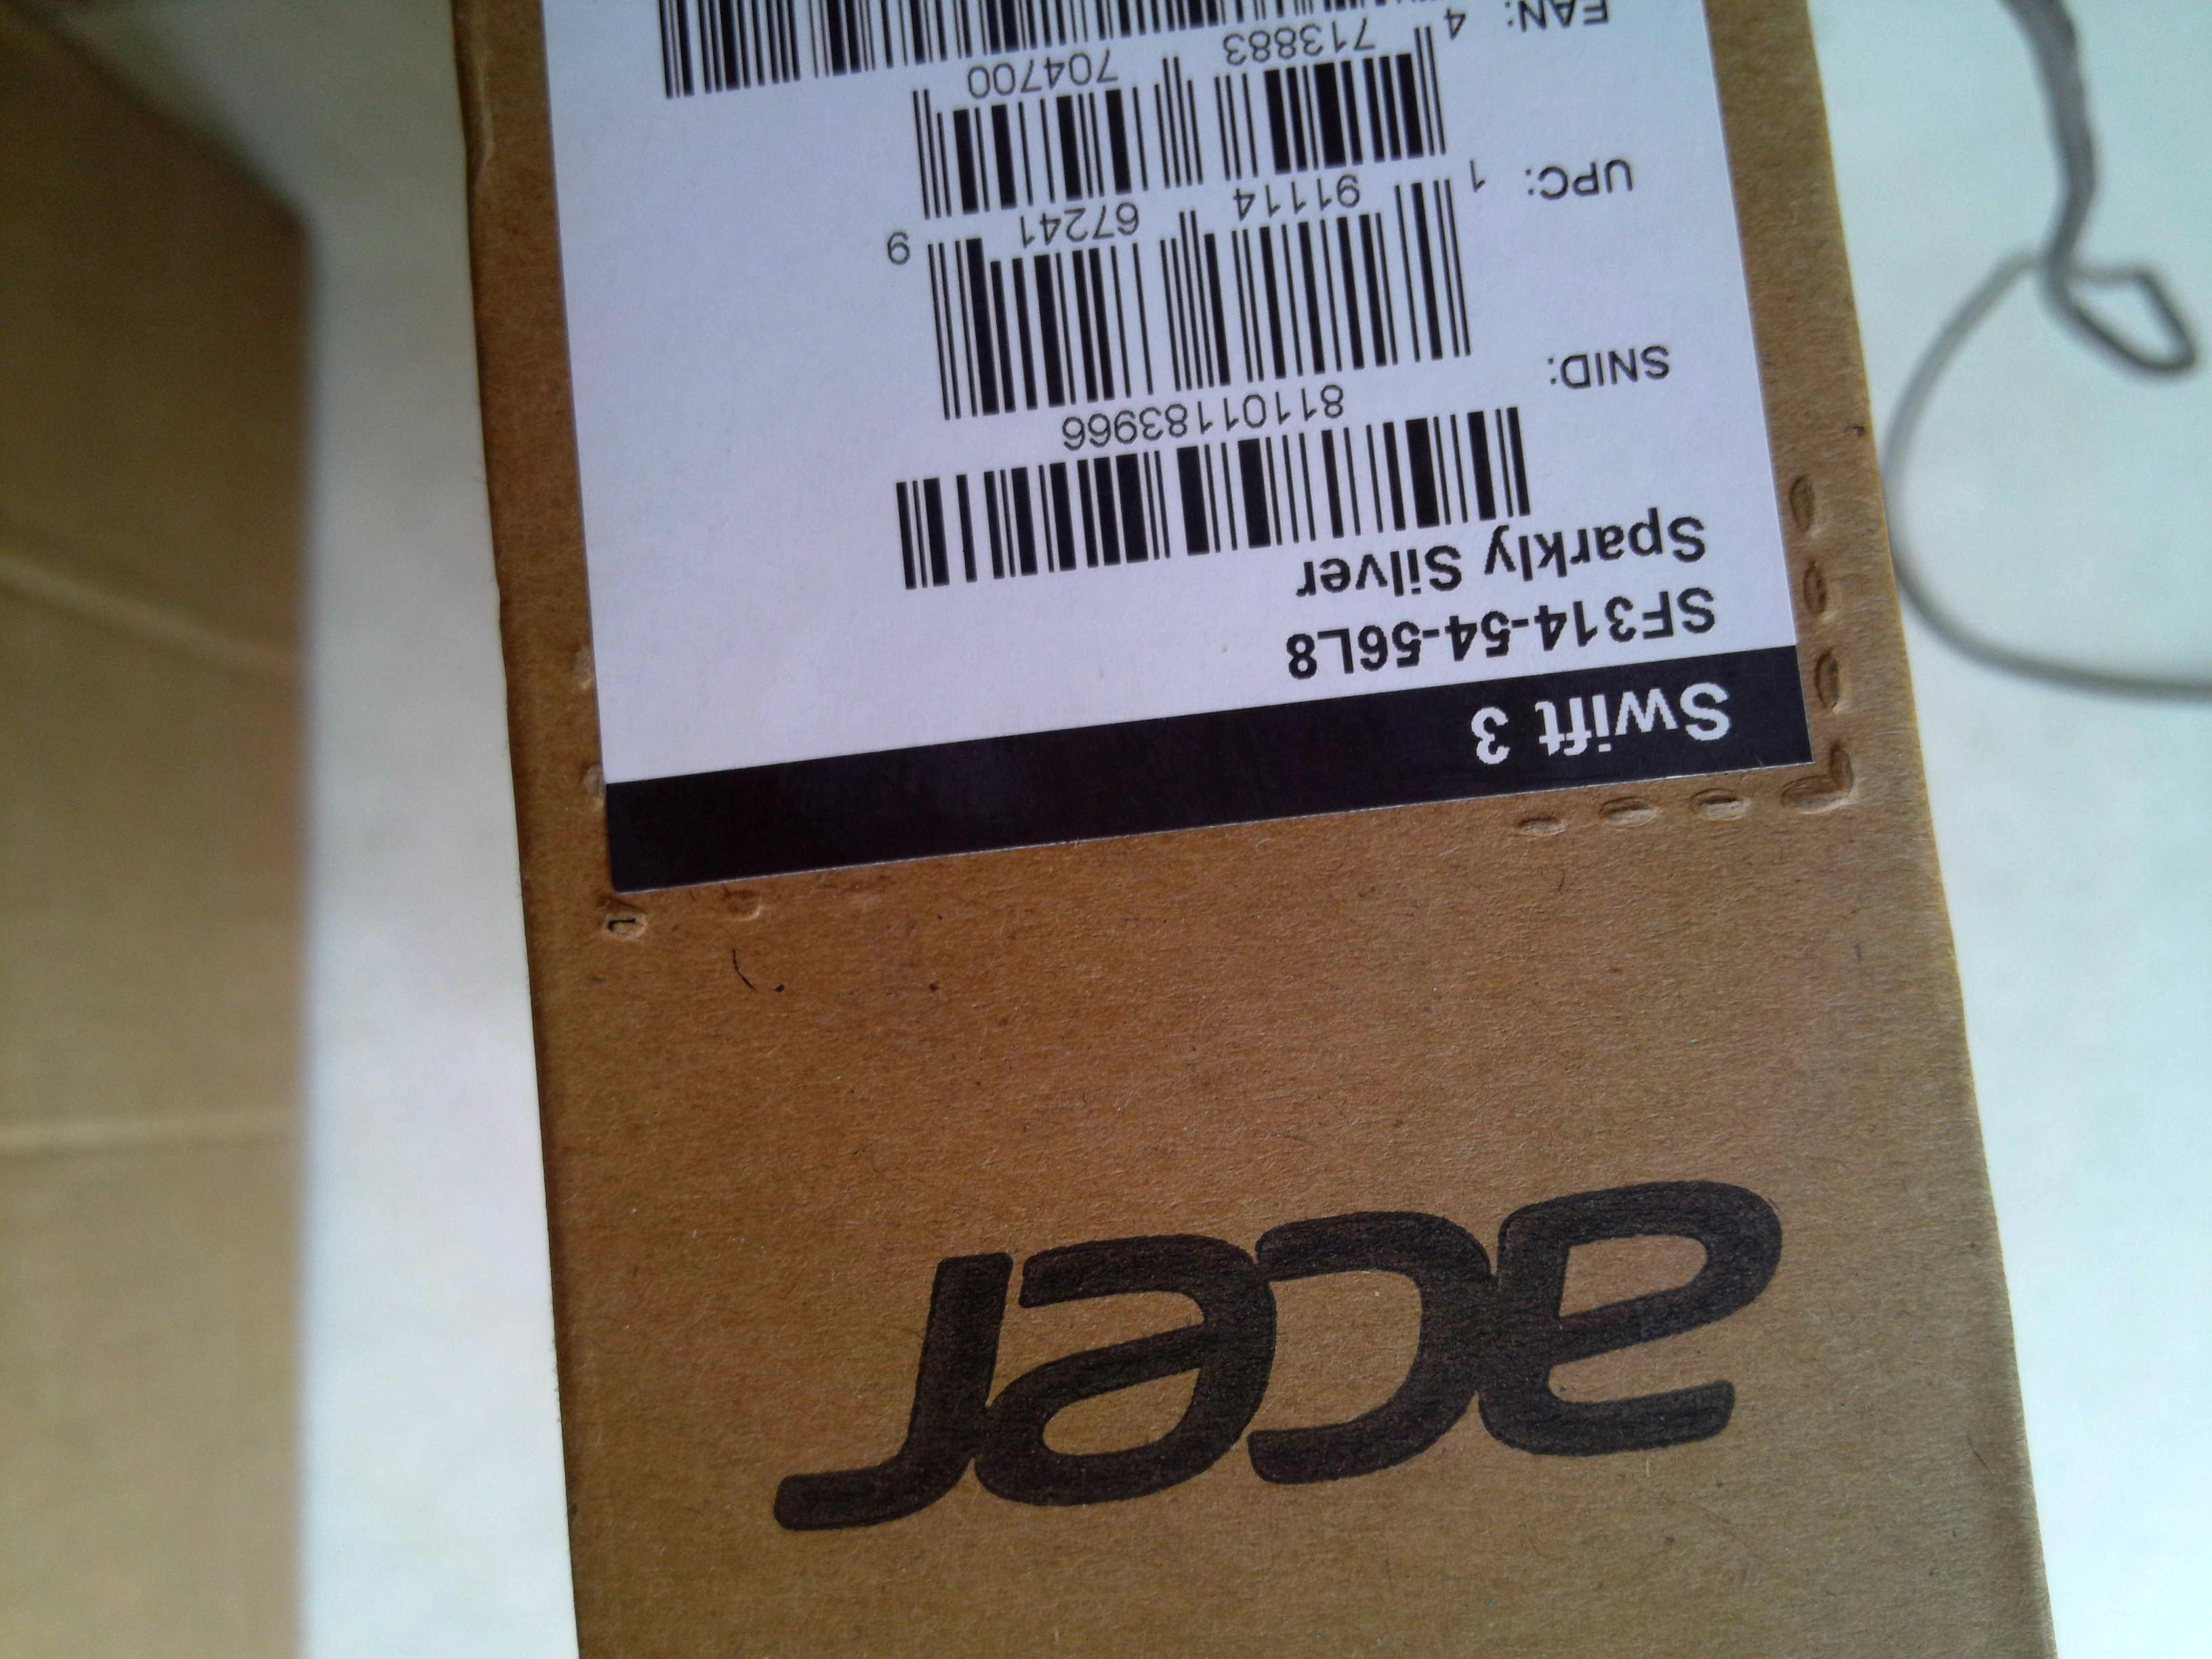 acer
Swift 3
SF314-54-56L8
Sparkly Silver
SNID:
81101183966
UPC: 1 91114 67241 9
EAN: 4 713883 704700